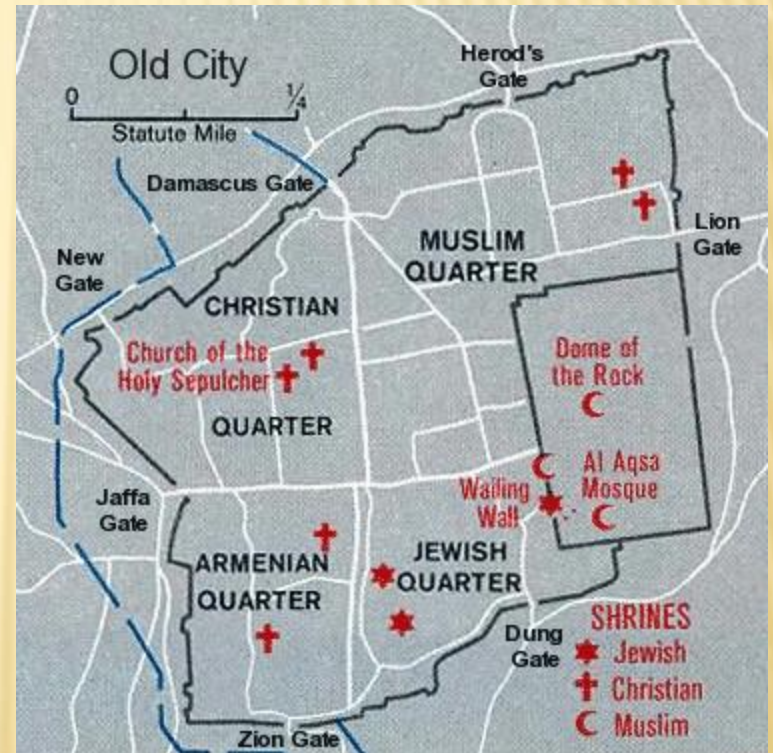 Old City
0 ¼
Statute Mile
Herod's
Gate
Damascus Gate
New
Gate
Lion
Gate
MUSLIM
QUARTER
CHRISTIAN
Church of the
Holy Sepulcher
QUARTER
Dome of
the Rock
Al Aqsa
Mosque
Wailing
Wall
Jaffa
Gate
ARMENIAN
QUARTER
JEWISH
QUARTER
Dung
Gate
Zion Gate
SHRINES
Jewish
Christian
Muslim